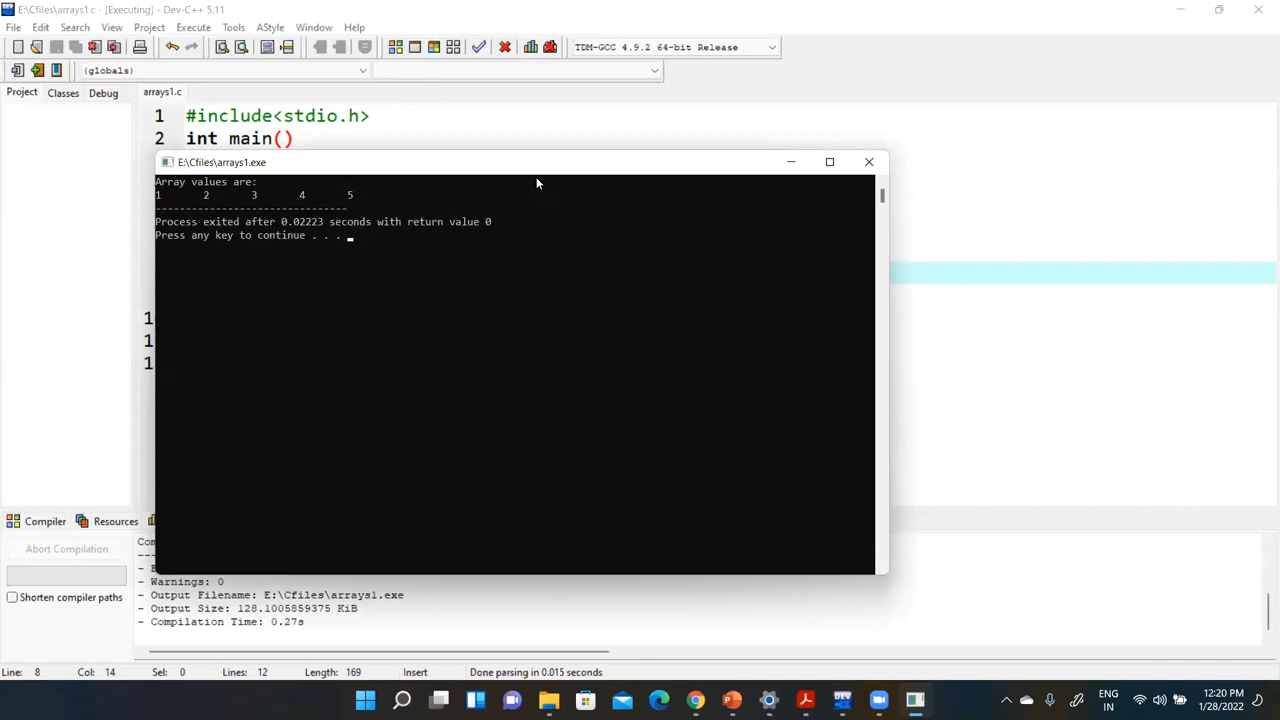 E:\Cfiles\arrays1.c - [Executing] - Dev-C++ 5.11
File Edit Search View Project Execute Tools AStyle Window Help
TDM-GCC 4.9.2 64-bit Release
(globals)
Project Classes Debug arrays1.c
1 #include<stdio.h>
2 int main()
E:\Cfiles\arrays1.exe
Array values are:
1 2 3 4 5
--------------------------------
Process exited after 0.02223 seconds with return value 0
Press any key to continue . . .
1
1
1
Compiler Resources
Abort Compilation
Shorten compiler paths
- Warnings: 0
- Output Filename: E:\Cfiles\arrays1.exe
- Output Size: 128.1005859375 KiB
- Compilation Time: 0.27s
Line: 8 Col: 14 Sel: 0 Lines: 12 Length: 169 Insert Done parsing in 0.015 seconds
ENG
IN
12:20 PM
1/28/2022